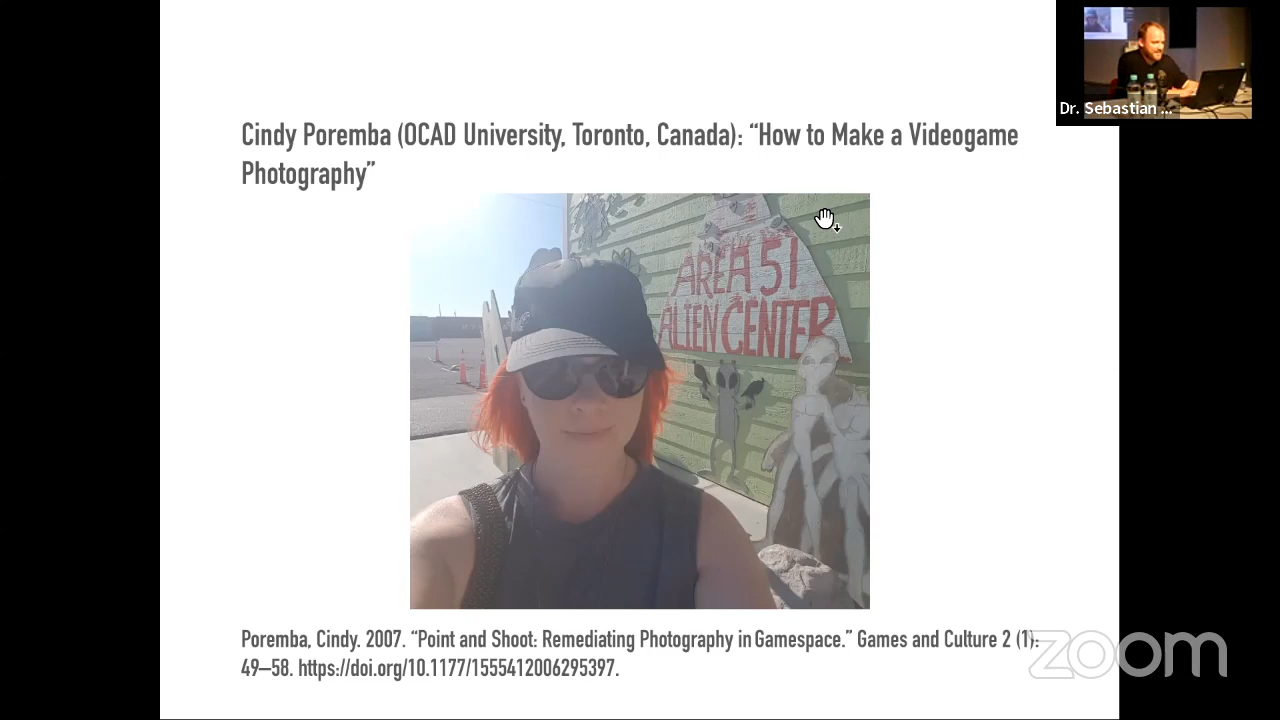 Dr. Sebastian ...
Cindy Poremba (OCAD University, Toronto, Canada): “How to Make a Videogame
Photography”
AREA 51
ALIEN CENTER
Poremba, Cindy. 2007. “Point and Shoot: Remediating Photography in Gamespace.” Games and Culture 2 (1):
49–58. https://doi.org/10.1177/1555412006295397.
zoom